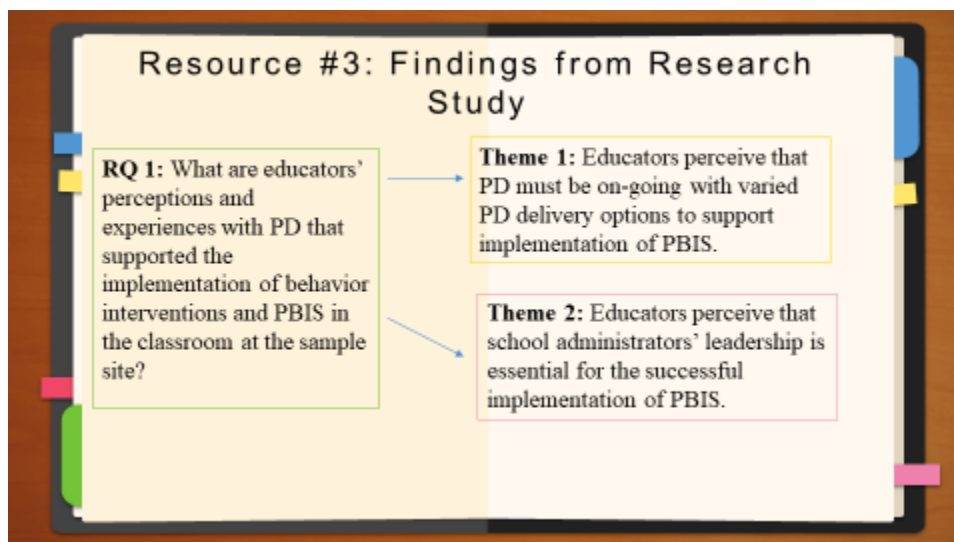 Resource #3: Findings from Research
Study
RQ 1: What are educators’
perceptions and
experiences with PD that
supported the
implementation of behavior
interventions and PBIS in
the classroom at the sample
site?
Theme 1: Educators perceive that
PD must be on-going with varied
PD delivery options to support
implementation of PBIS.
Theme 2: Educators perceive that
school administrators’ leadership is
essential for the successful
implementation of PBIS.